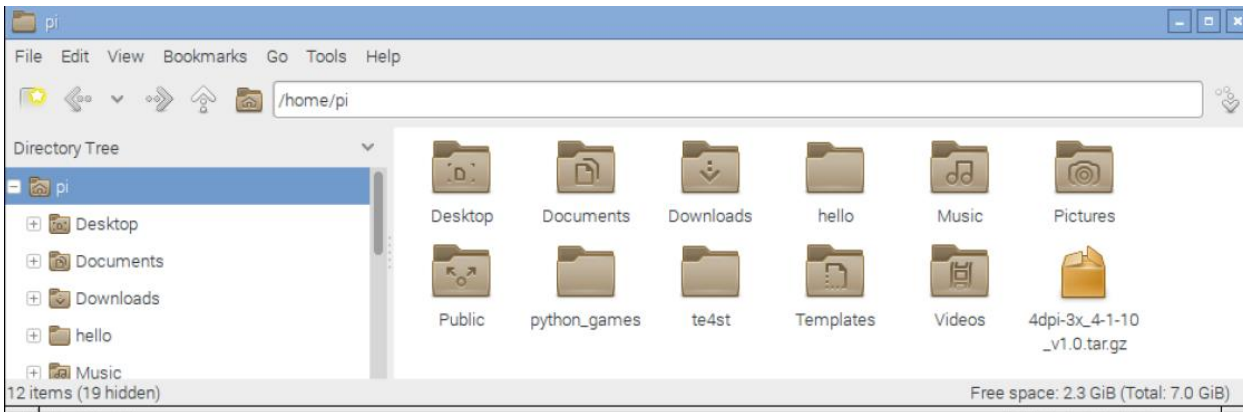 pi
File Edit View Bookmarks Go Tools Help
/home/pi
Directory Tree
pi
Desktop
Documents
Downloads
hello
Music
Desktop Documents Downloads hello Music Pictures
Public python_games te4st Templates Videos 4dpi-3x_4-1-10
_v1.0.tar.gz
12 items (19 hidden) Free space: 2.3 GiB (Total: 7.0 GiB)